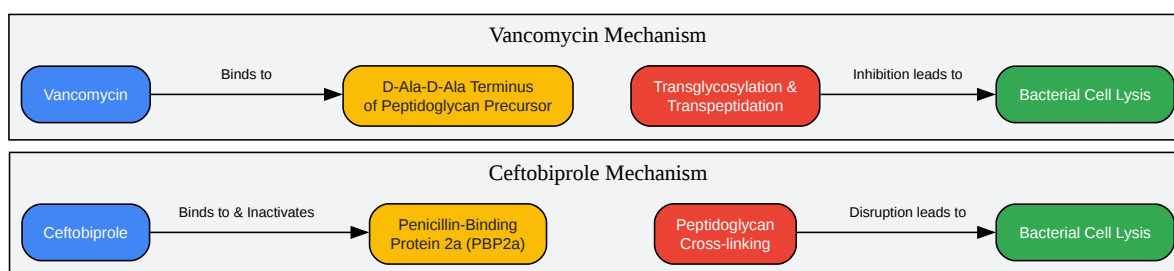 Vancomycin Mechanism
Vancomycin
Binds to
D-Ala-D-Ala Terminus
of Peptidoglycan Precursor
Transglycosylation &
Transpeptidation
Inhibition leads to
Bacterial Cell Lysis
Ceftobiprole Mechanism
Ceftobiprole
Binds to & Inactivates
Penicillin-Binding
Protein 2a (PBP2a)
Peptidoglycan
Cross-linking
Disruption leads to
Bacterial Cell Lysis